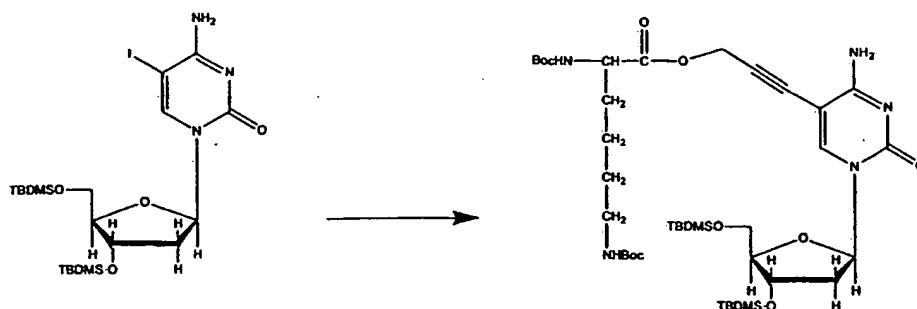 NH₂
I
N
N
O
TBDMSO
O
H
H
TBDMS-O
H
H
H
O
BocHN
CH
C
O
CH₂
CH₂
CH₂
CH₂
NHBoc
NH₂
N
N
O
TBDMSO
O
H
H
TBDMS-O
H
H
H